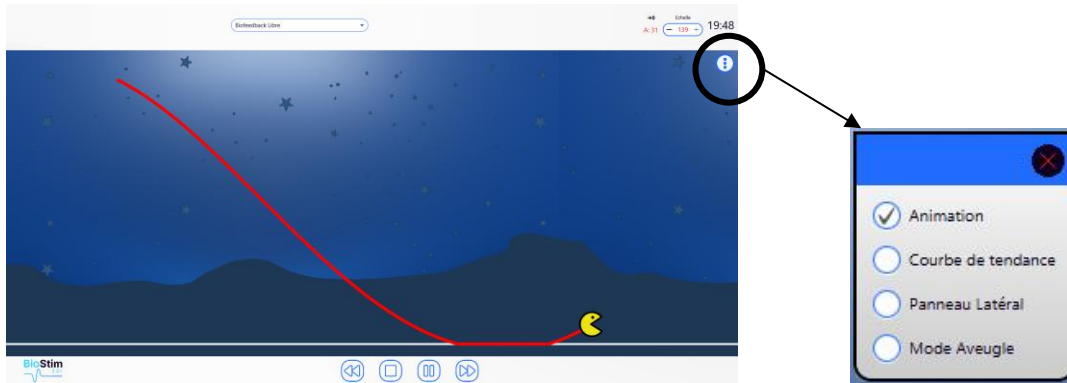 Biofeedback Libre
Echelle
A: 31
139
19:48
Animation
Courbe de tendance
Panneau Latéral
Mode Aveugle
BioStim